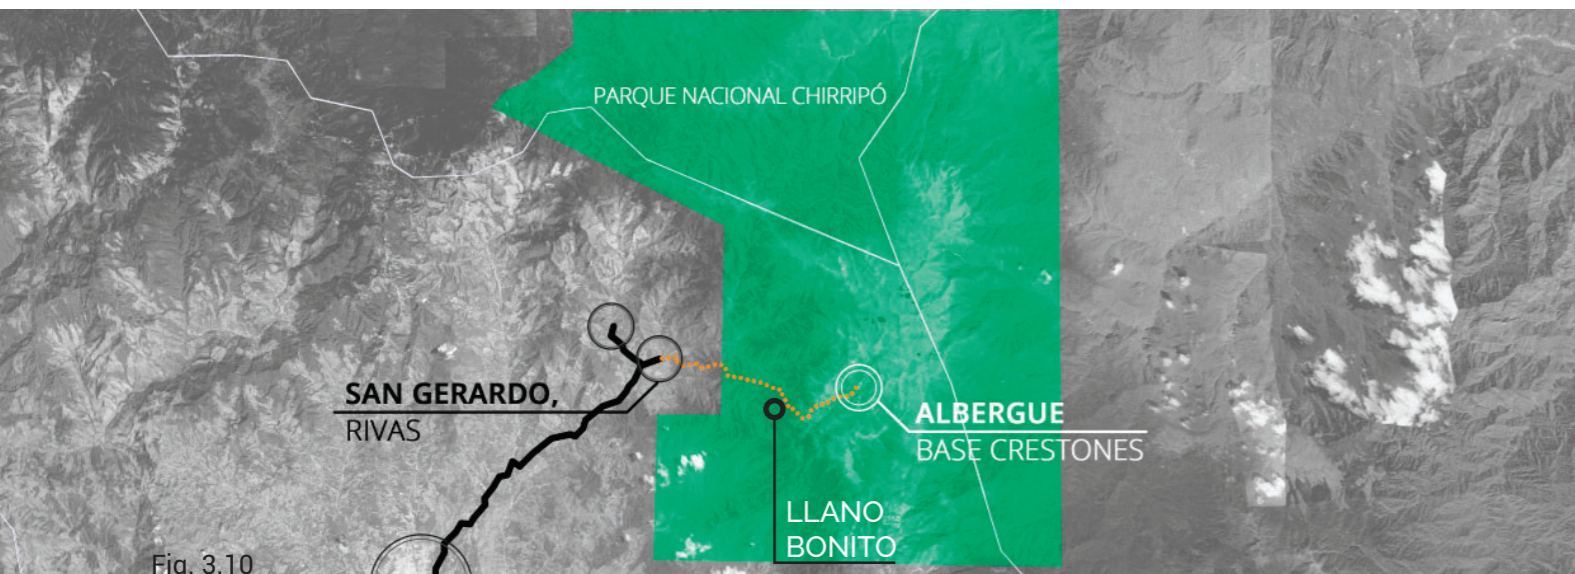 PARQUE NACIONAL CHIRRIPÓ
SAN GERARDO,
RIVAS
ALBERGUE
BASE CRESTONES
LLANO
BONITO
Fig. 3.10